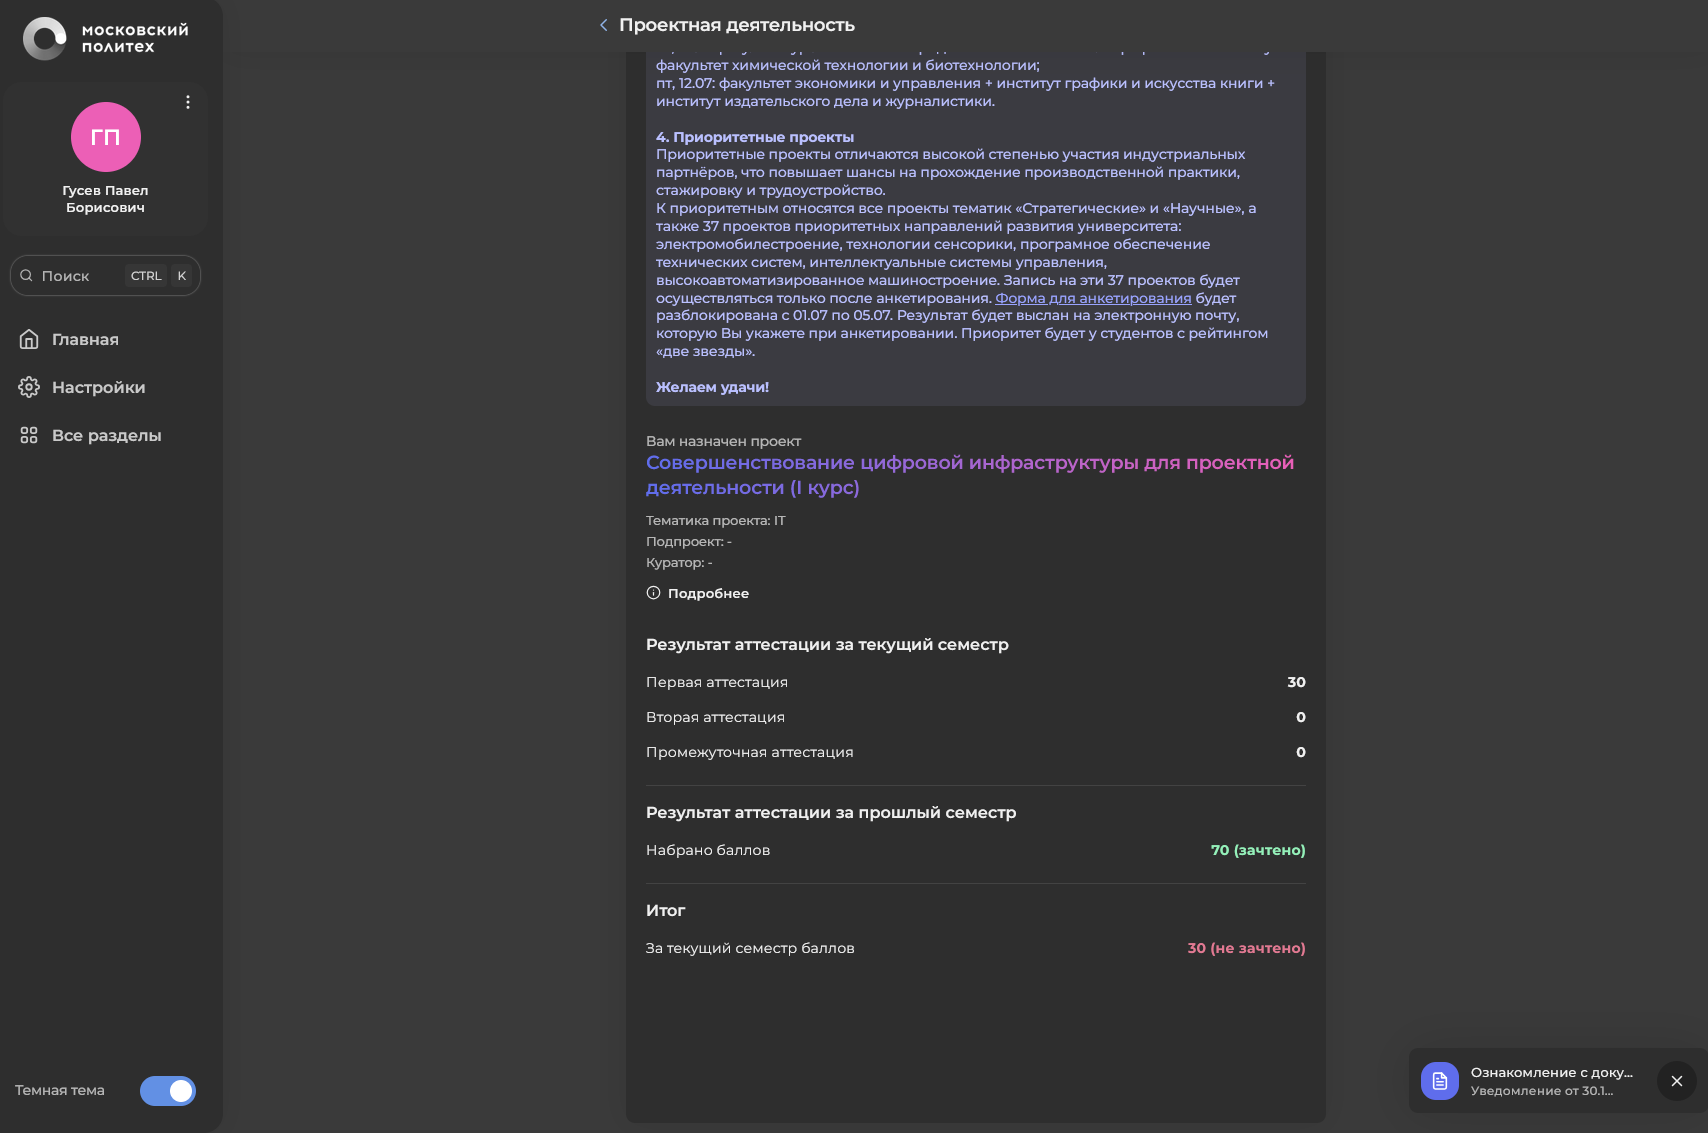 московский
политех
ГП
Гусев Павел
Борисович
Поиск CTRL K
Главная
Настройки
Все разделы
Темная тема
Проектная деятельность
факультет химической технологии и биотехнологии;
пт, 12.07: факультет экономики и управления + институт графики и искусства книги +
институт издательского дела и журналистики.
4. Приоритетные проекты
Приоритетные проекты отличаются высокой степенью участия индустриальных
партнёров, что повышает шансы на прохождение производственной практики,
стажировку и трудоустройство.
К приоритетным относятся все проекты тематик «Стратегические» и «Научные», а
также 37 проектов приоритетных направлений развития университета:
электромобилестроение, технологии сенсорики, програмное обеспечение
технических систем, интеллектуальные системы управления,
высокоавтоматизированное машиностроение. Запись на эти 37 проектов будет
осуществляться только после анкетирования. Форма для анкетирования будет
разблокирована с 01.07 по 05.07. Результат будет выслан на электронную почту,
которую Вы укажете при анкетировании. Приоритет будет у студентов с рейтингом
«две звезды».
Желаем удачи!
Вам назначен проект
Совершенствование цифровой инфраструктуры для проектной
деятельности (I курс)
Тематика проекта: IT
Подпроект: -
Куратор: -
Подробнее
Результат аттестации за текущий семестр
Первая аттестация 30
Вторая аттестация 0
Промежуточная аттестация 0
Результат аттестации за прошлый семестр
Набрано баллов 70 (зачтено)
Итог
За текущий семестр баллов 30 (не зачтено)
Ознакомление с доку...
Уведомление от 30.1...